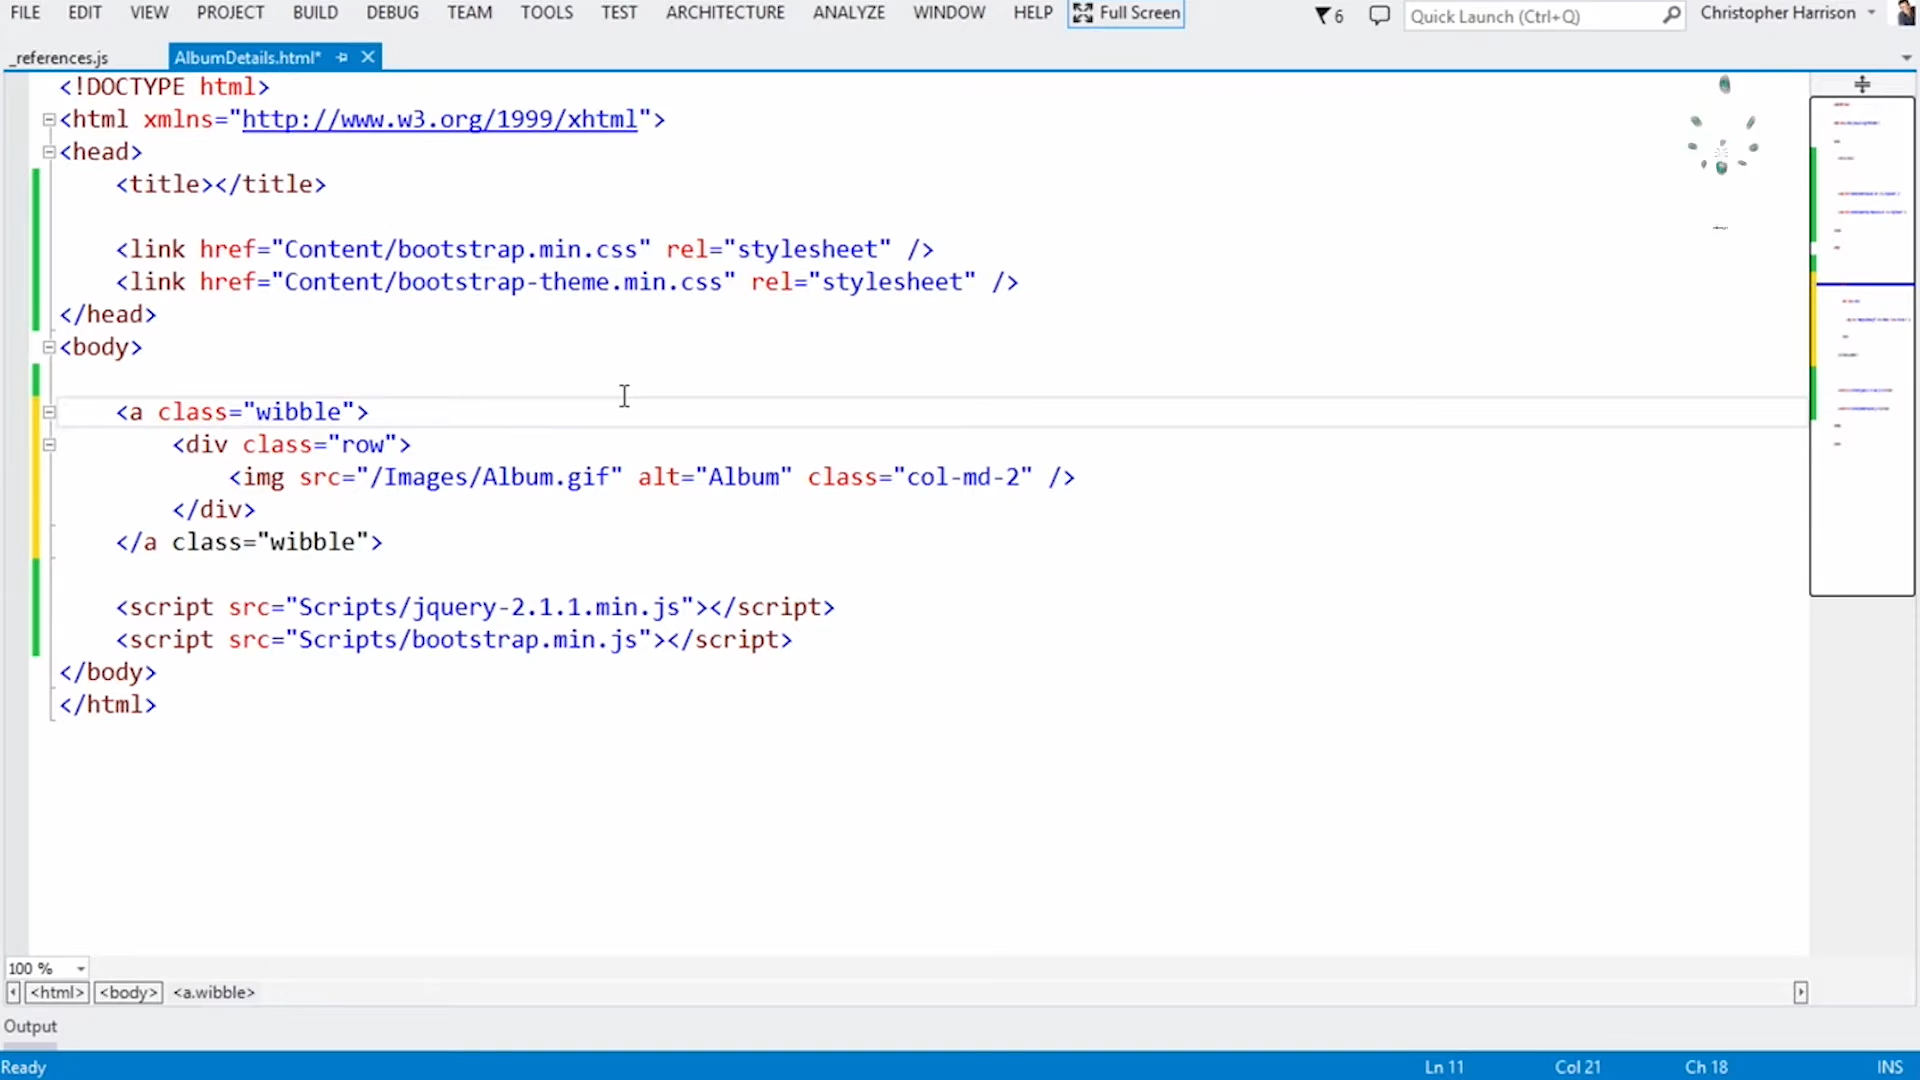 FILE EDIT VIEW PROJECT BUILD DEBUG TEAM TOOLS TEST ARCHITECTURE ANALYZE WINDOW HELP Full Screen 6 Quick Launch (Ctrl+Q) Christopher Harrison
_references.js AlbumDetails.html*
<!DOCTYPE html>
<html xmlns="http://www.w3.org/1999/xhtml">
<head>
<title></title>
<link href="Content/bootstrap.min.css" rel="stylesheet" />
<link href="Content/bootstrap-theme.min.css" rel="stylesheet" />
</head>
<body>
<a class="wibble">
<div class="row">
<img src="/Images/Album.gif" alt="Album" class="col-md-2" />
</div>
</a class="wibble">
<script src="Scripts/jquery-2.1.1.min.js"></script>
<script src="Scripts/bootstrap.min.js"></script>
</body>
</html>
100 %
<html> <body> <a.wibble>
Output
Ready Ln 11 Col 21 Ch 18 INS